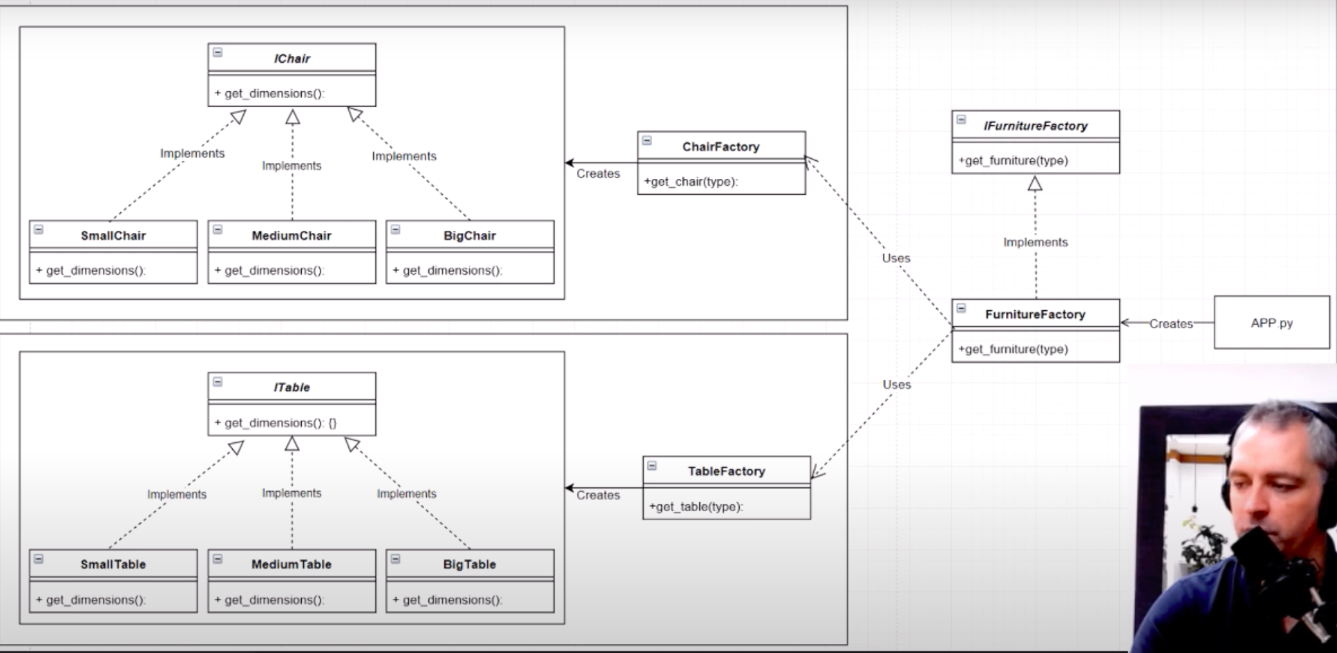 IChair
+ get_dimensions():
Implements
Implements
Implements
SmallChair
+ get_dimensions():
MediumChair
+ get_dimensions():
BigChair
+ get_dimensions():
Creates
ChairFactory
+get_chair(type):
Uses
IFurnitureFactory
+get_furniture(type)
Implements
FurnitureFactory
+get_furniture(type)
Creates
APP.py
Uses
ITable
+ get_dimensions(): {}
Implements
Implements
Implements
SmallTable
+ get_dimensions():
MediumTable
+ get_dimensions():
BigTable
+ get_dimensions():
Creates
TableFactory
+get_table(type):